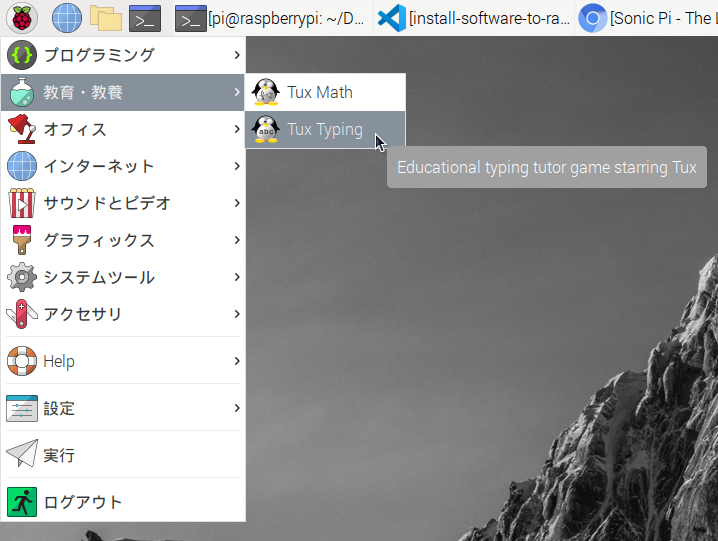 [pi@raspberrypi: ~/D...
[install-software-to-ra...
[Sonic Pi - The L
プログラミング
教育・教養
Tux Math
オフィス
Tux Typing
abc
インターネット
Educational typing tutor game starring Tux
サウンドとビデオ
グラフィックス
システムツール
アクセサリ
Help
設定
実行
ログアウト